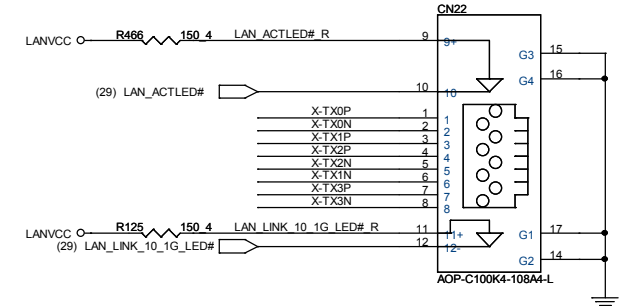 CN22
LANVCC R466 150_4 LAN_ACTLED#_R 9 9+
G3 15
G4 16
(29) LAN_ACTLED# 10 10
X-TX0P 1 1
X-TX0N 2 2
X-TX1P 3 3
X-TX2P 4 4
X-TX2N 5 5
X-TX1N 6 6
X-TX3P 7 7
X-TX3N 8 8
LANVCC R125 150_4 LAN_LINK_10_1G_LED#_R 11 11+
G1 17
(29) LAN_LINK_10_1G_LED# 12 12-
G2 14
AOP-C100K4-108A4-L